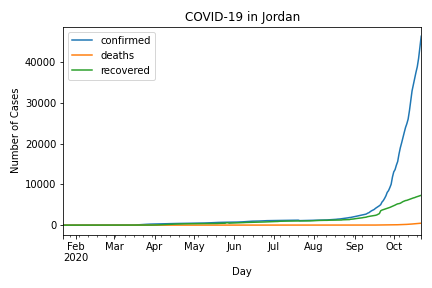 COVID-19 in Jordan
confirmed
deaths
recovered
Number of Cases
40000
30000
20000
10000
0
Feb Mar Apr May Jun Jul Aug Sep Oct
2020
Day